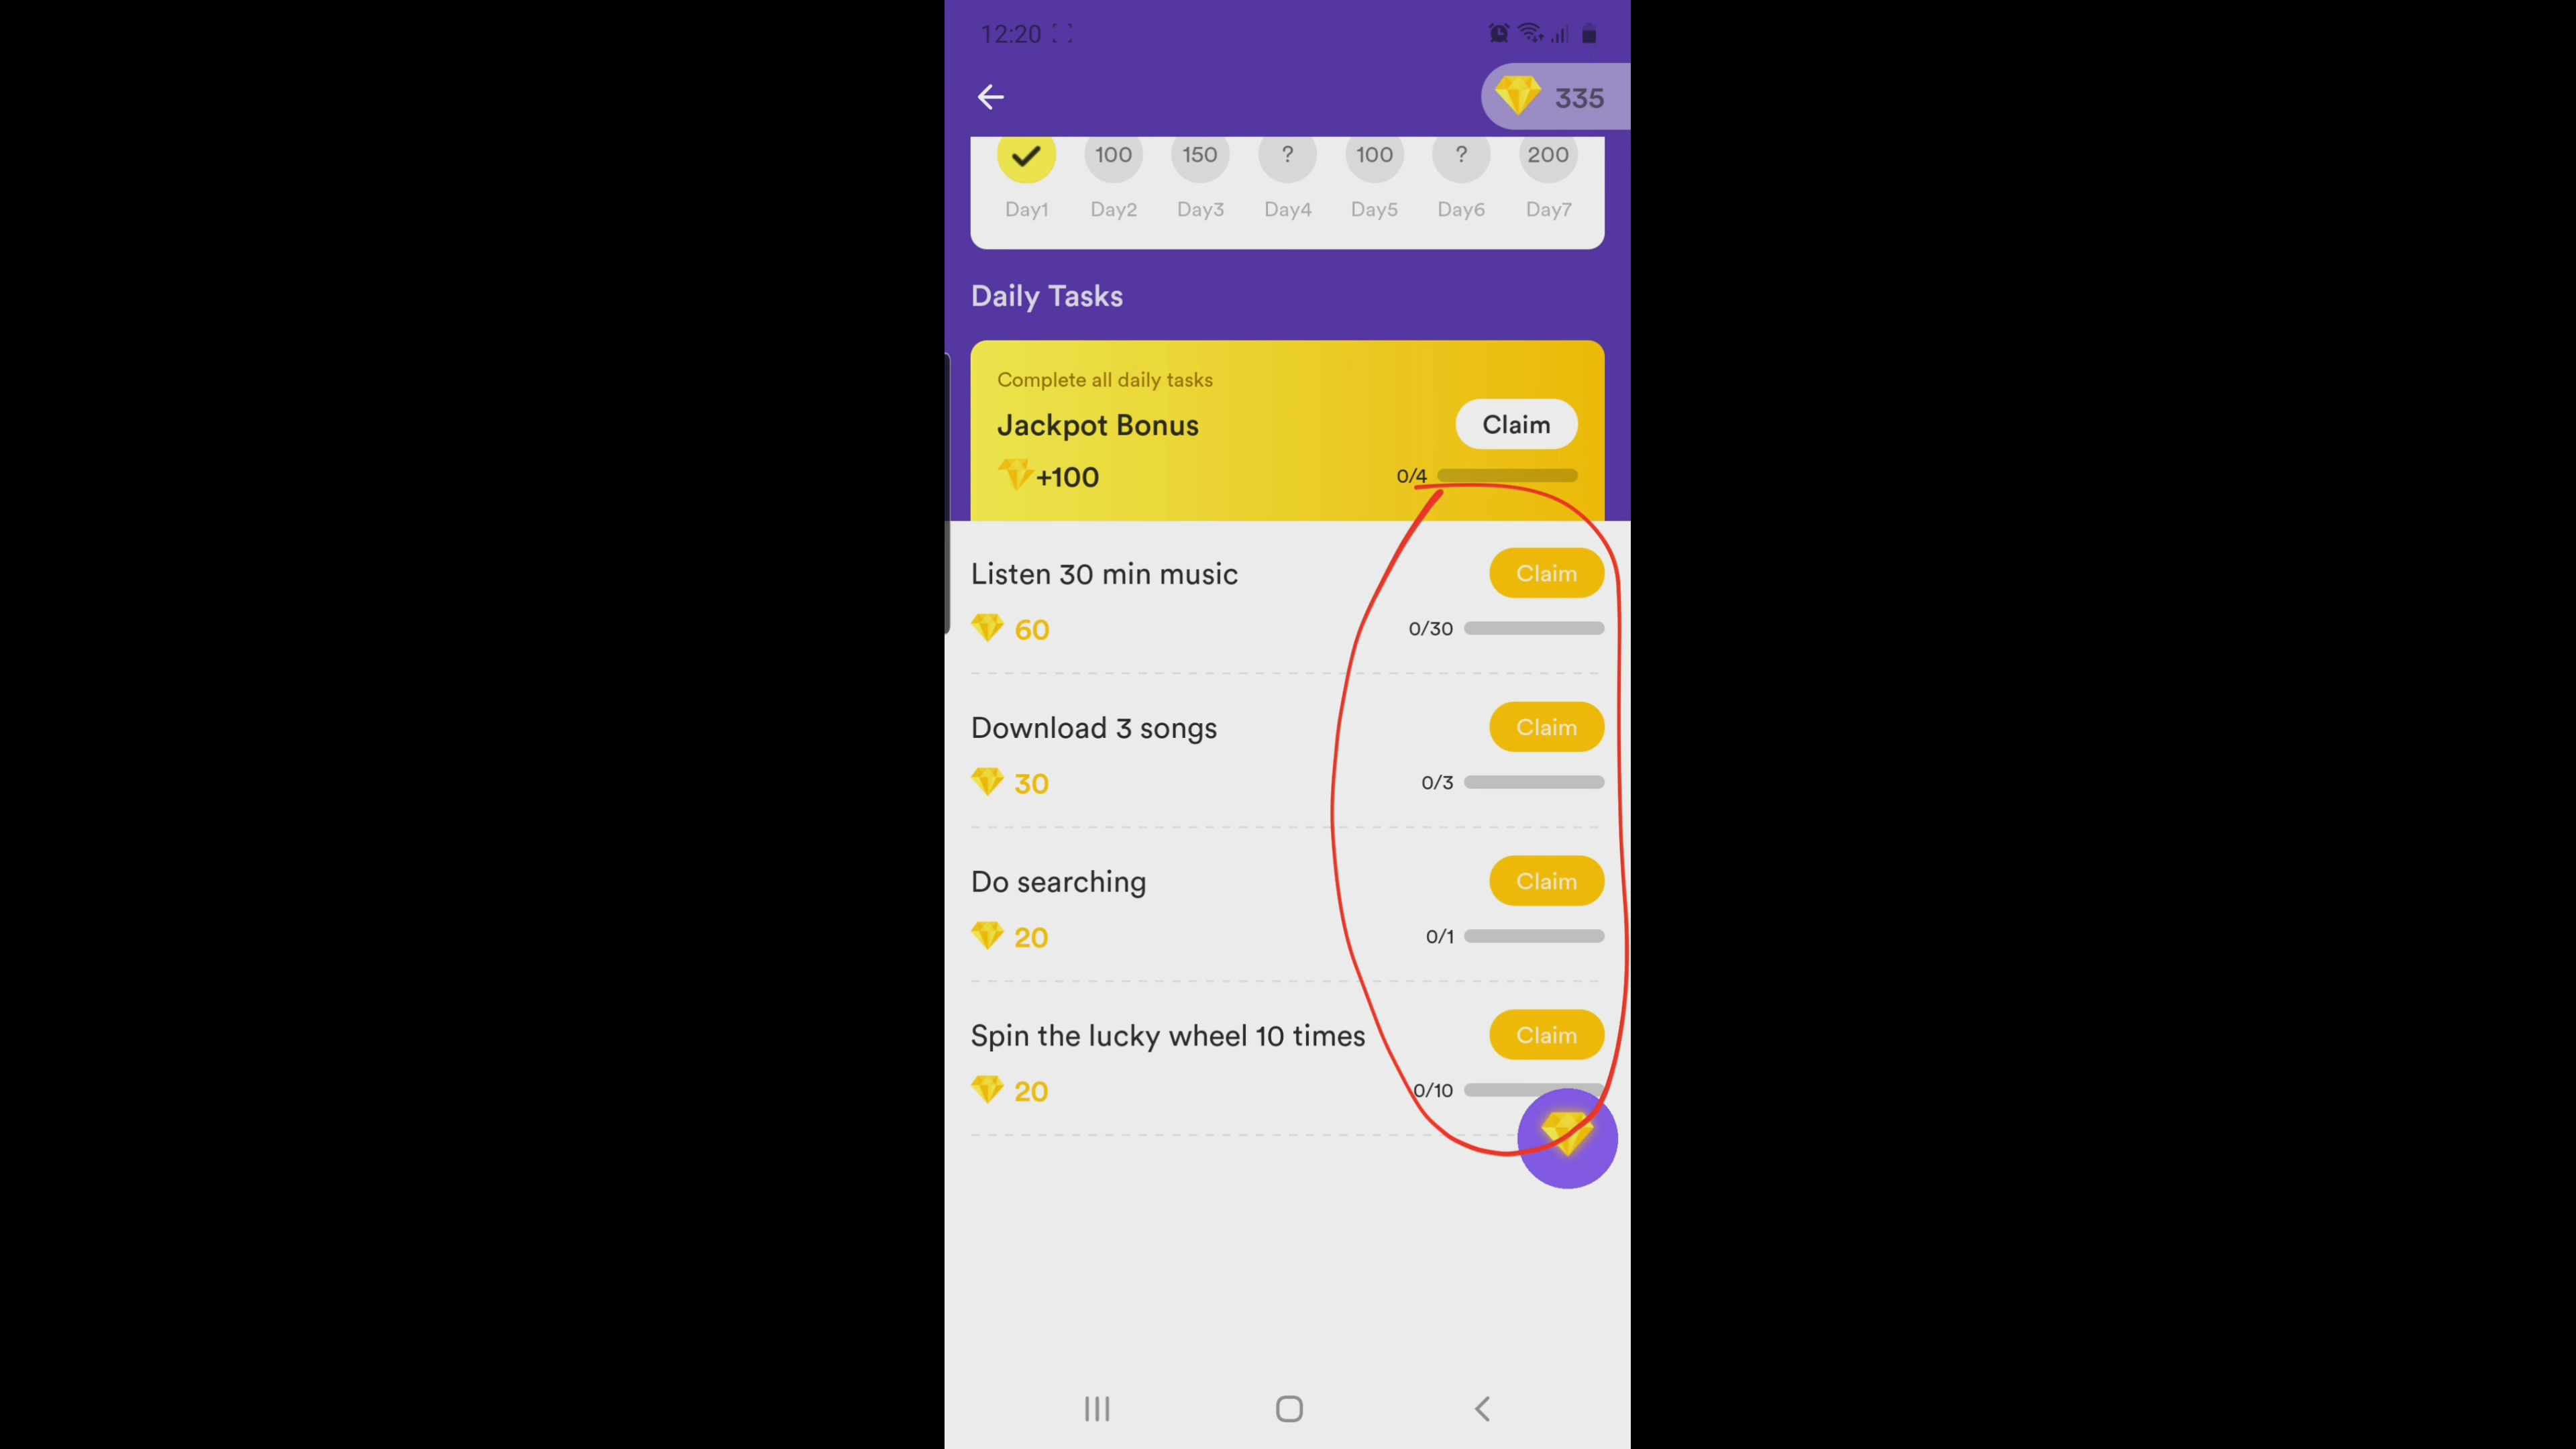 12:20
335
100 150 ? 100 ? 200
Day1 Day2 Day3 Day4 Day5 Day6 Day7
Daily Tasks
Complete all daily tasks
Jackpot Bonus Claim
+100 0/4
Listen 30 min music Claim
60 0/30
Download 3 songs Claim
30 0/3
Do searching Claim
20 0/1
Spin the lucky wheel 10 times Claim
20 0/10